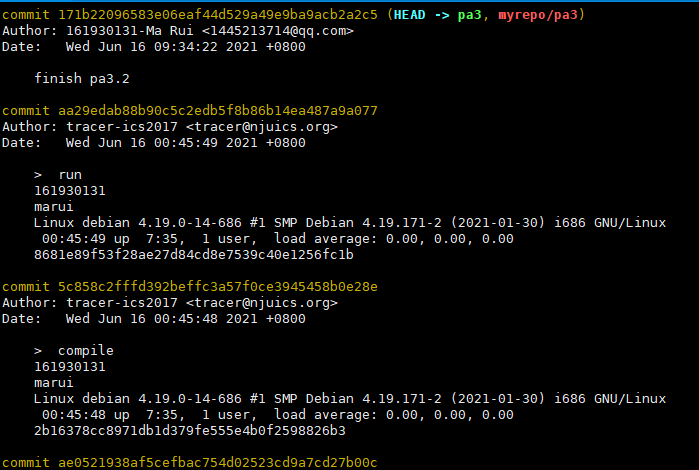 commit 171b22096583e06eaf44d529a49e9ba9acb2a2c5 (HEAD -> pa3, myrepo/pa3)
Author: 161930131-Ma Rui <1445213714@qq.com>
Date:   Wed Jun 16 09:34:22 2021 +0800
finish pa3.2
commit aa29edab88b90c5c2edb5f8b86b14ea487a9a077
Author: tracer-ics2017 <tracer@njuics.org>
Date:   Wed Jun 16 00:45:49 2021 +0800
>  run
161930131
marui
Linux debian 4.19.0-14-686 #1 SMP Debian 4.19.171-2 (2021-01-30) i686 GNU/Linux
00:45:49 up  7:35,  1 user,  load average: 0.00, 0.00, 0.00
8681e89f53f28ae27d84cd8e7539c40e1256fc1b
commit 5c858c2fffd392beffc3a57f0ce3945458b0e28e
Author: tracer-ics2017 <tracer@njuics.org>
Date:   Wed Jun 16 00:45:48 2021 +0800
>  compile
161930131
marui
Linux debian 4.19.0-14-686 #1 SMP Debian 4.19.171-2 (2021-01-30) i686 GNU/Linux
00:45:48 up  7:35,  1 user,  load average: 0.00, 0.00, 0.00
2b16378cc8971db1d379fe555e4b0f2598826b3
commit ae0521938af5cefbac754d02523cd9a7cd27b00c